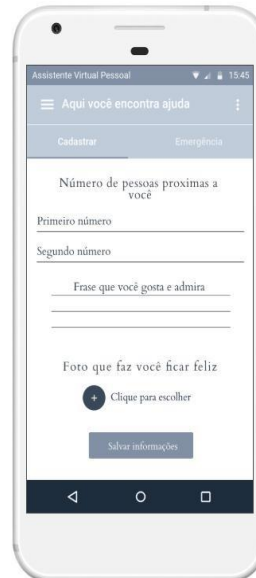 Assistente Virtual Pessoal 15:45
Aqui você encontra ajuda
Cadastrar Emergência
Número de pessoas proximas a
você
Primeiro número
Segundo número
Frase que você gosta e admira
Foto que faz você ficar feliz
+ Clique para escolher
Salvar informações